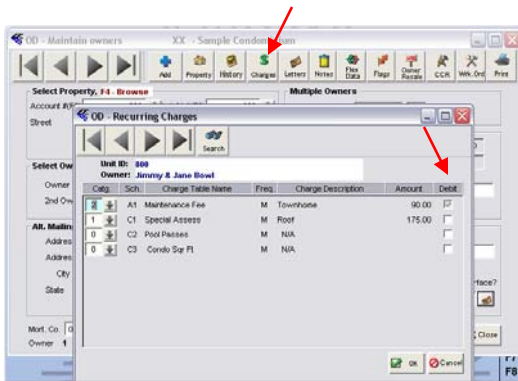 OD - Maintain owners XX - Sample Condominium
Add Property History Charges Letters Notes Flex Data Flags Owner Resale CCR Wrk.Ord Print
Select Property, F4 - Browse Multiple Owners
Account
Street
OD - Recurring Charges
Search
Unit ID: 800
Owner: Jimmy & Jane Bowl
Select Ow
Catg. Sch. Charge Table Name Freq. Charge Description Amount Debit
2 A1 Maintenance Fee M Townhome 90.00
1 C1 Special Assess M Roof 175.00
0 C2 Pool Passes M N/A
0 C3 Condo Sqr Ft M N/A
Owner
2nd Ow
Alt. Mailin
Addres
Addres
City
State
rface?
Mort. Co. 0
Owner 1
Close
OK Cancel
F7
F8